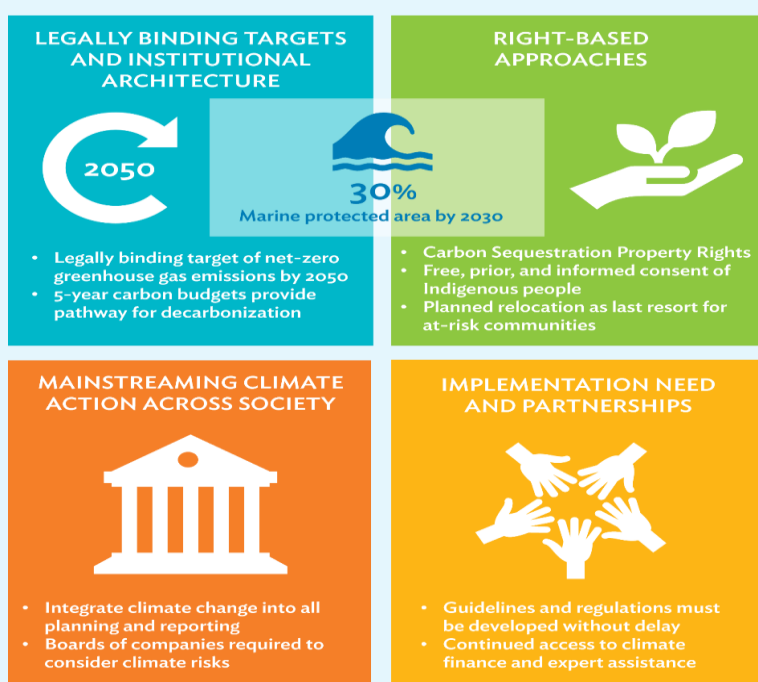 LEGALLY BINDING TARGETS
AND INSTITUTIONAL
ARCHITECTURE
2050
• Legally binding target of net-zero
greenhouse gas emissions by 2050
• 5-year carbon budgets provide
pathway for decarbonization
RIGHT-BASED
APPROACHES
30%
Marine protected area by 2030
• Carbon Sequestration Property Rights
• Free, prior, and informed consent of
Indigenous people
• Planned relocation as last resort for
at-risk communities
MAINSTREAMING CLIMATE
ACTION ACROSS SOCIETY
• Integrate climate change into all
planning and reporting
• Boards of companies required to
consider climate risks
IMPLEMENTATION NEED
AND PARTNERSHIPS
• Guidelines and regulations must
be developed without delay
• Continued access to climate
finance and expert assistance